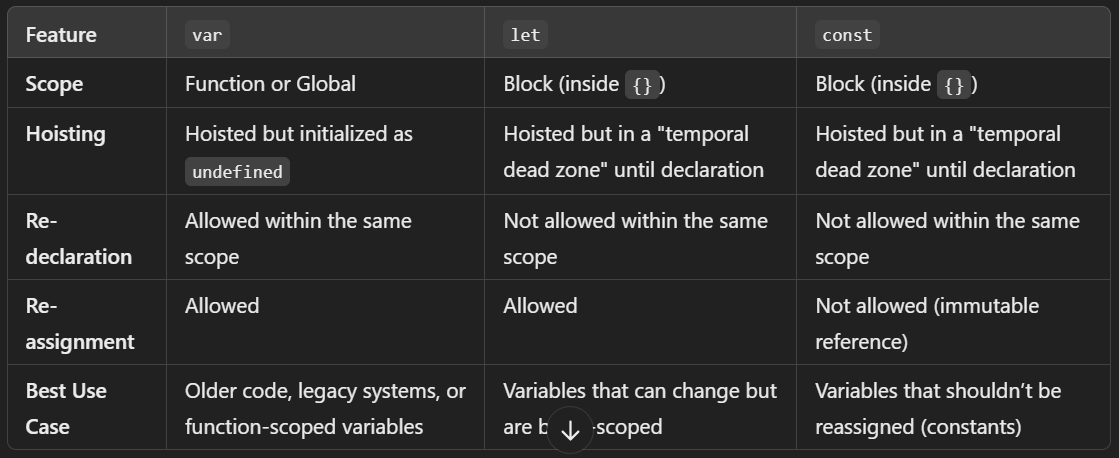 Feature var let const
Scope Function or Global Block (inside {}) Block (inside {})
Hoisting Hoisted but initialized as Hoisted but in a "temporal Hoisted but in a "temporal
undefined dead zone" until declaration dead zone" until declaration
Re- Allowed within the same Not allowed within the same Not allowed within the same
declaration scope scope scope
Re- Allowed Allowed Not allowed (immutable
assignment reference)
Best Use Older code, legacy systems, or Variables that can change but Variables that shouldn’t be
Case function-scoped variables are -scoped reassigned (constants)